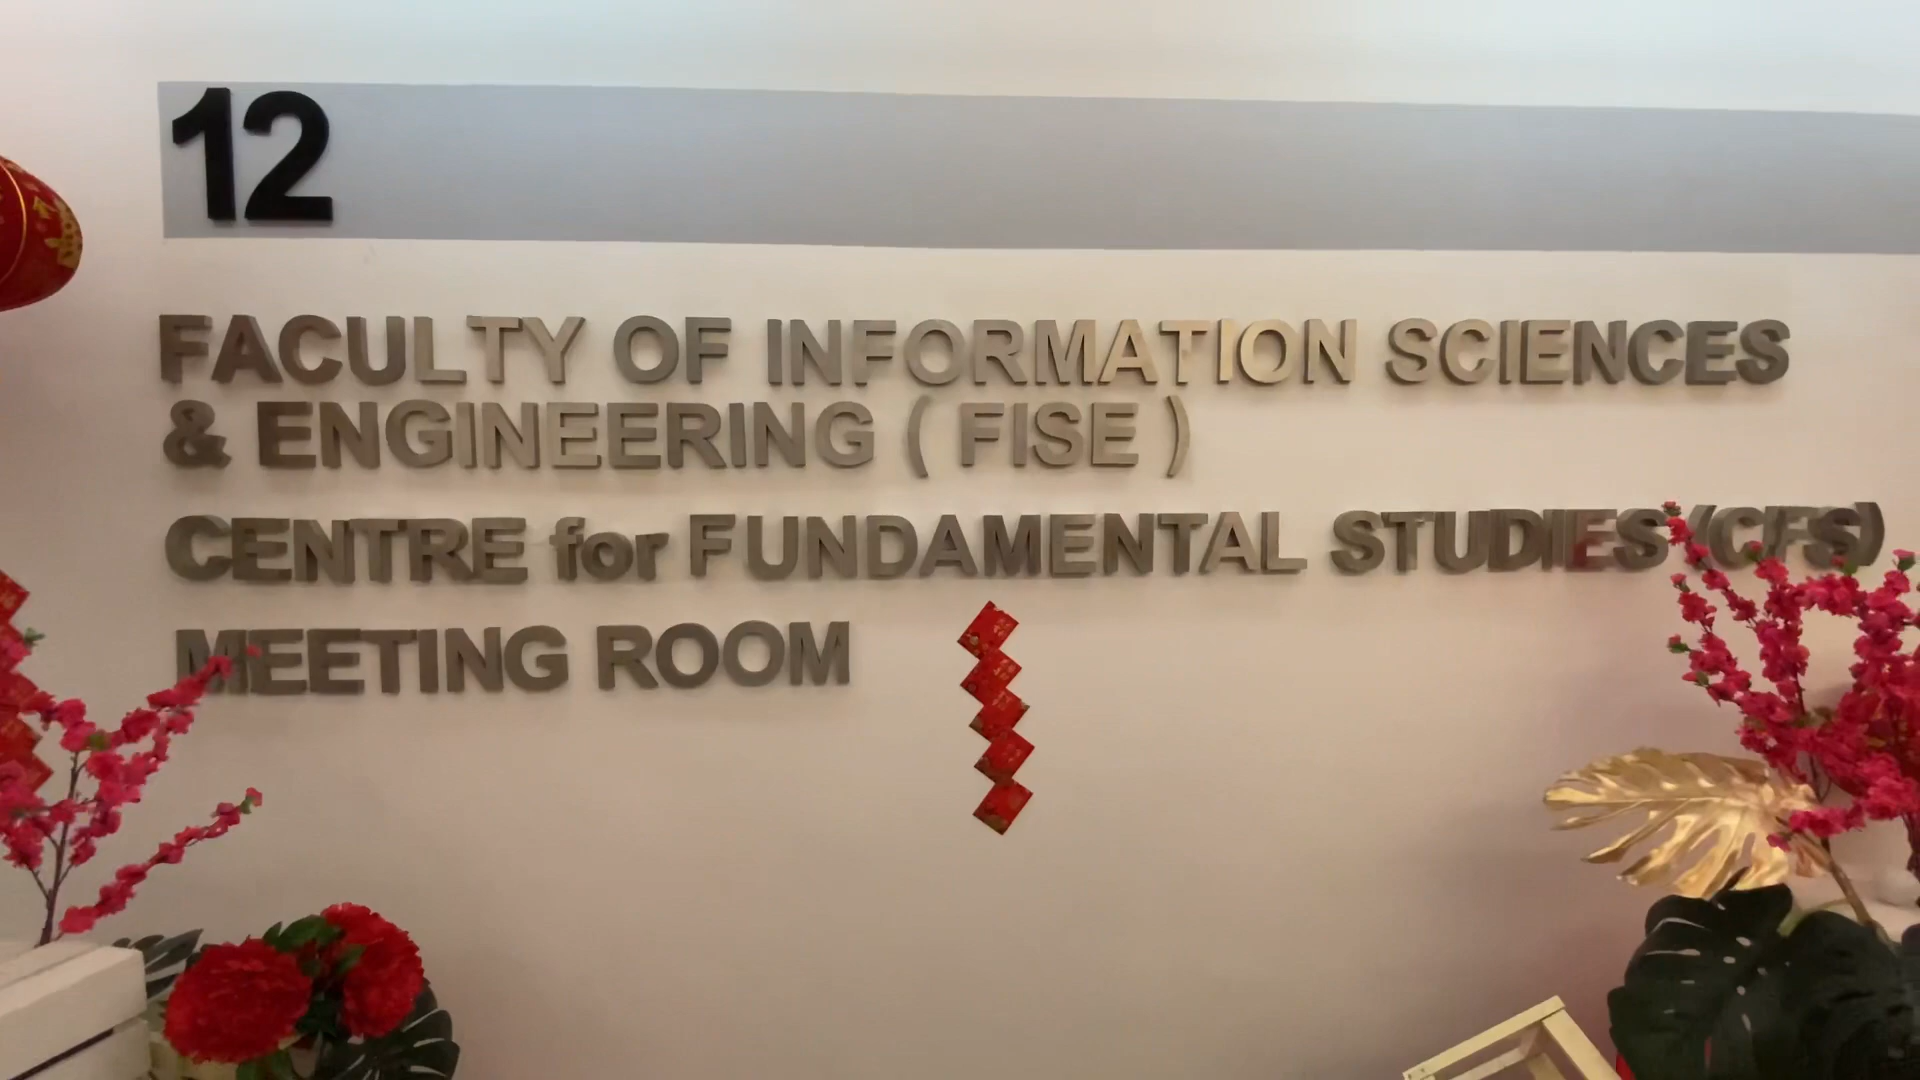 12
FACULTY OF INFORMATION SCIENCES
& ENGINEERING ( FISE )
CENTRE for FUNDAMENTAL STUDIES (CFS)
MEETING ROOM